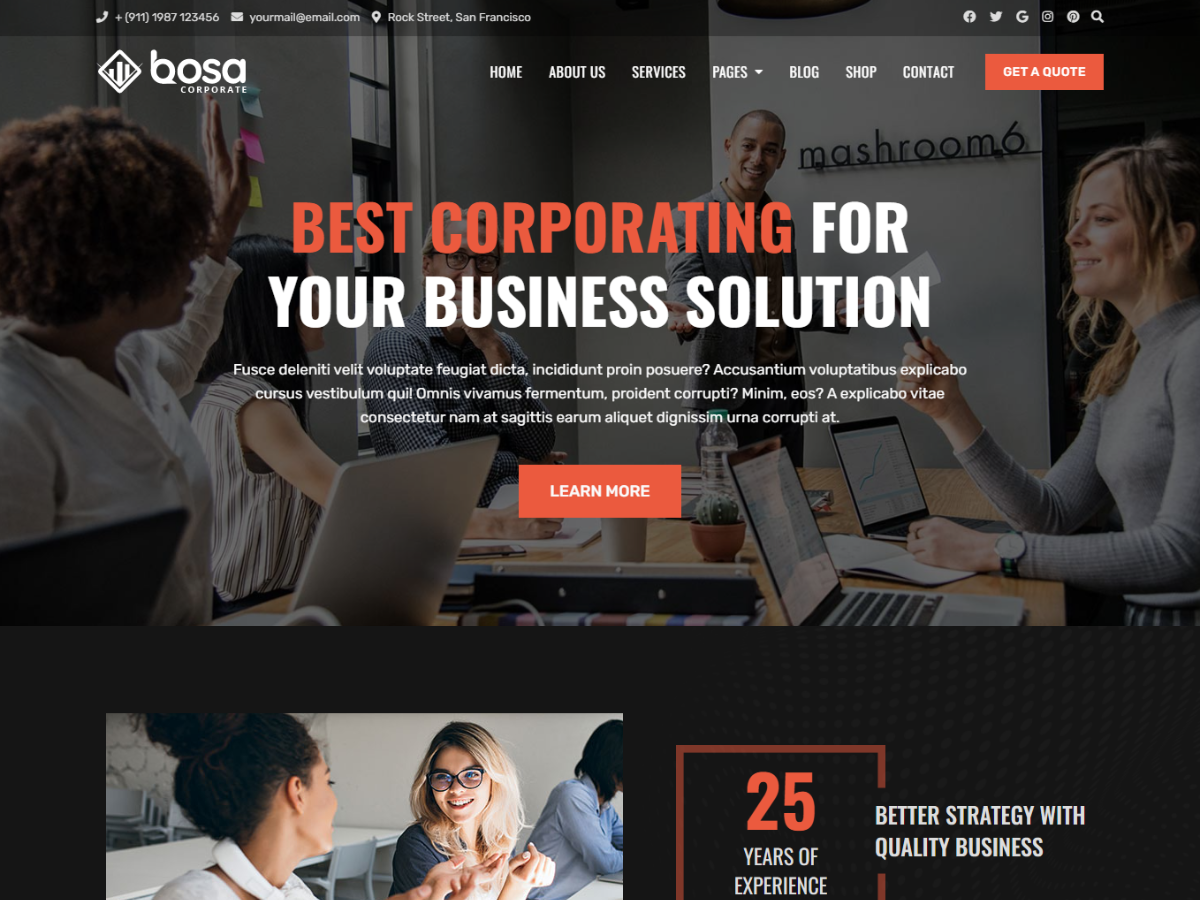 + (911) 1987 123456 yourmail@email.com Rock Street, San Francisco
bosa
CORPORATE
HOME ABOUT US SERVICES PAGES BLOG SHOP CONTACT GET A QUOTE
mashroom6
BEST CORPORATING FOR
YOUR BUSINESS SOLUTION
Fusce deleniti velit voluptate feugiat dicta, incididunt proin posuere? Accusantium voluptatibus explicabo
cursus vestibulum qui! Omnis vivamus fermentum, proident corrupti? Minim, eos? A explicabo vitae
consectetur nam at sagittis earum aliquet dignissim urna corrupti at.
LEARN MORE
25
YEARS OF
EXPERIENCE
BETTER STRATEGY WITH
QUALITY BUSINESS